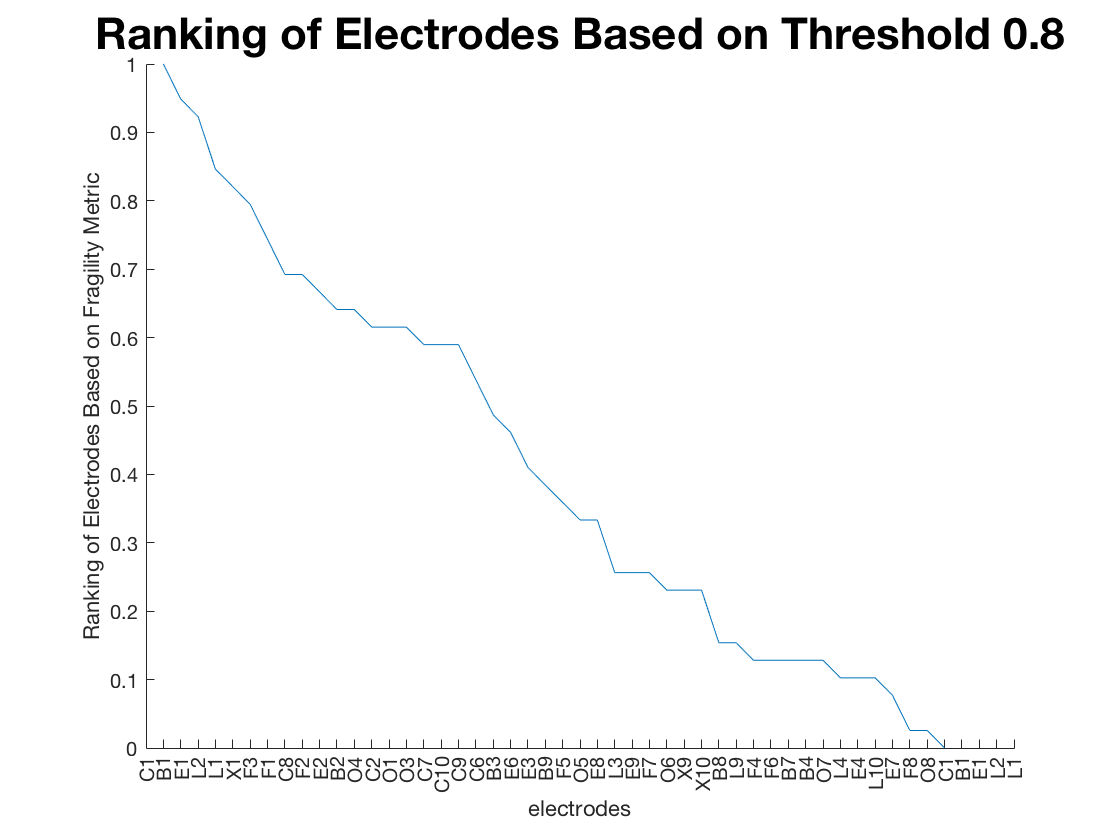 Ranking of Electrodes Based on Threshold 0.8
Ranking of Electrodes Based on Fragility Metric
1
0.9
0.8
0.7
0.6
0.5
0.4
0.3
0.2
0.1
0
C1 B1 E1 L2 L1 X1 F3 F1 C8 F2 E2 B2 O4 C2 O1 O3 C7 C10 C9 C6 B3 E6 E3 B9 F5 O5 E8 L3 E9 F7 O6 X9 X10 B8 L9 F4 F6 B7 B4 O7 L4 E4 L10 E7 F8 O8 C1 B1 E1 L2 L1
electrodes